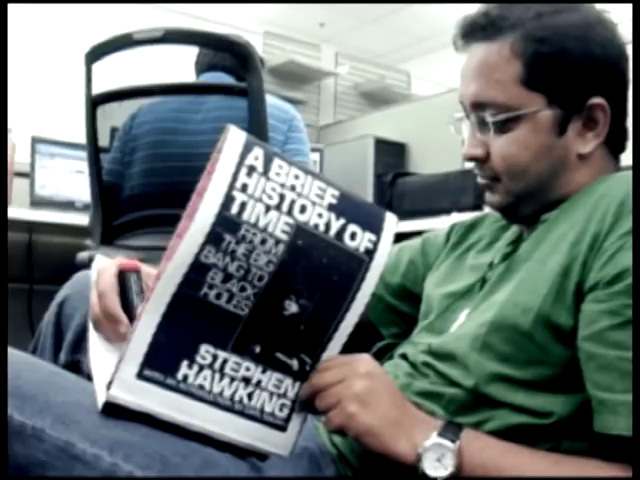 A BRIEF
HISTORY OF
TIME
FROM
THE BIG
BANG TO
BLACK
HOLES
STEPHEN
HAWKING